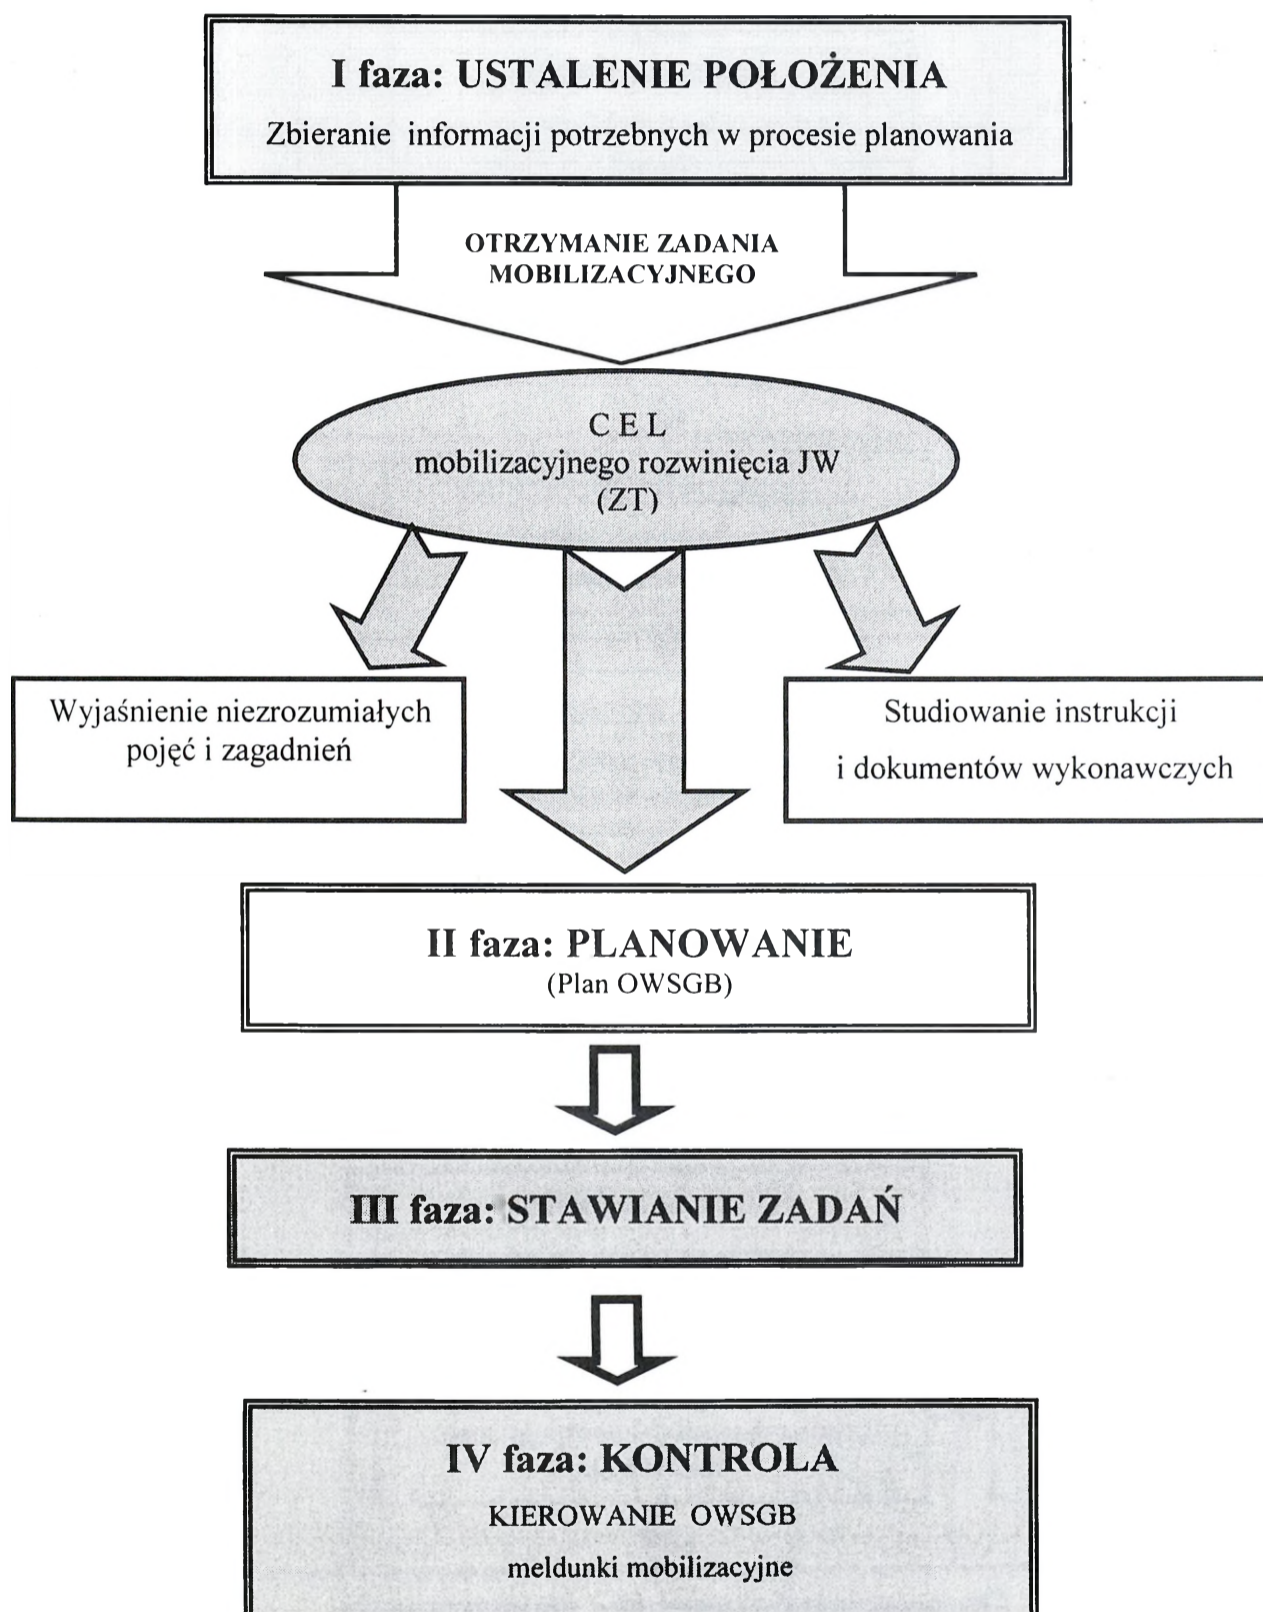 I faza: USTALENIE POŁOŻENIA
Zbieranie informacji potrzebnych w procesie planowania
OTRZYMANIE ZADANIA
MOBILIZACYJNEGO
C E L
mobilizacyjnego rozwinięcia JW
(ZT)
Wyjaśnienie niezrozumiałych
pojęć i zagadnień
Studiowanie instrukcji
i dokumentów wykonawczych
II faza: PLANOWANIE
(Plan OWSGB)
III faza: STAWIANIE ZADAŃ
IV faza: KONTROLA
KIEROWANIE OWSGB
meldunki mobilizacyjne